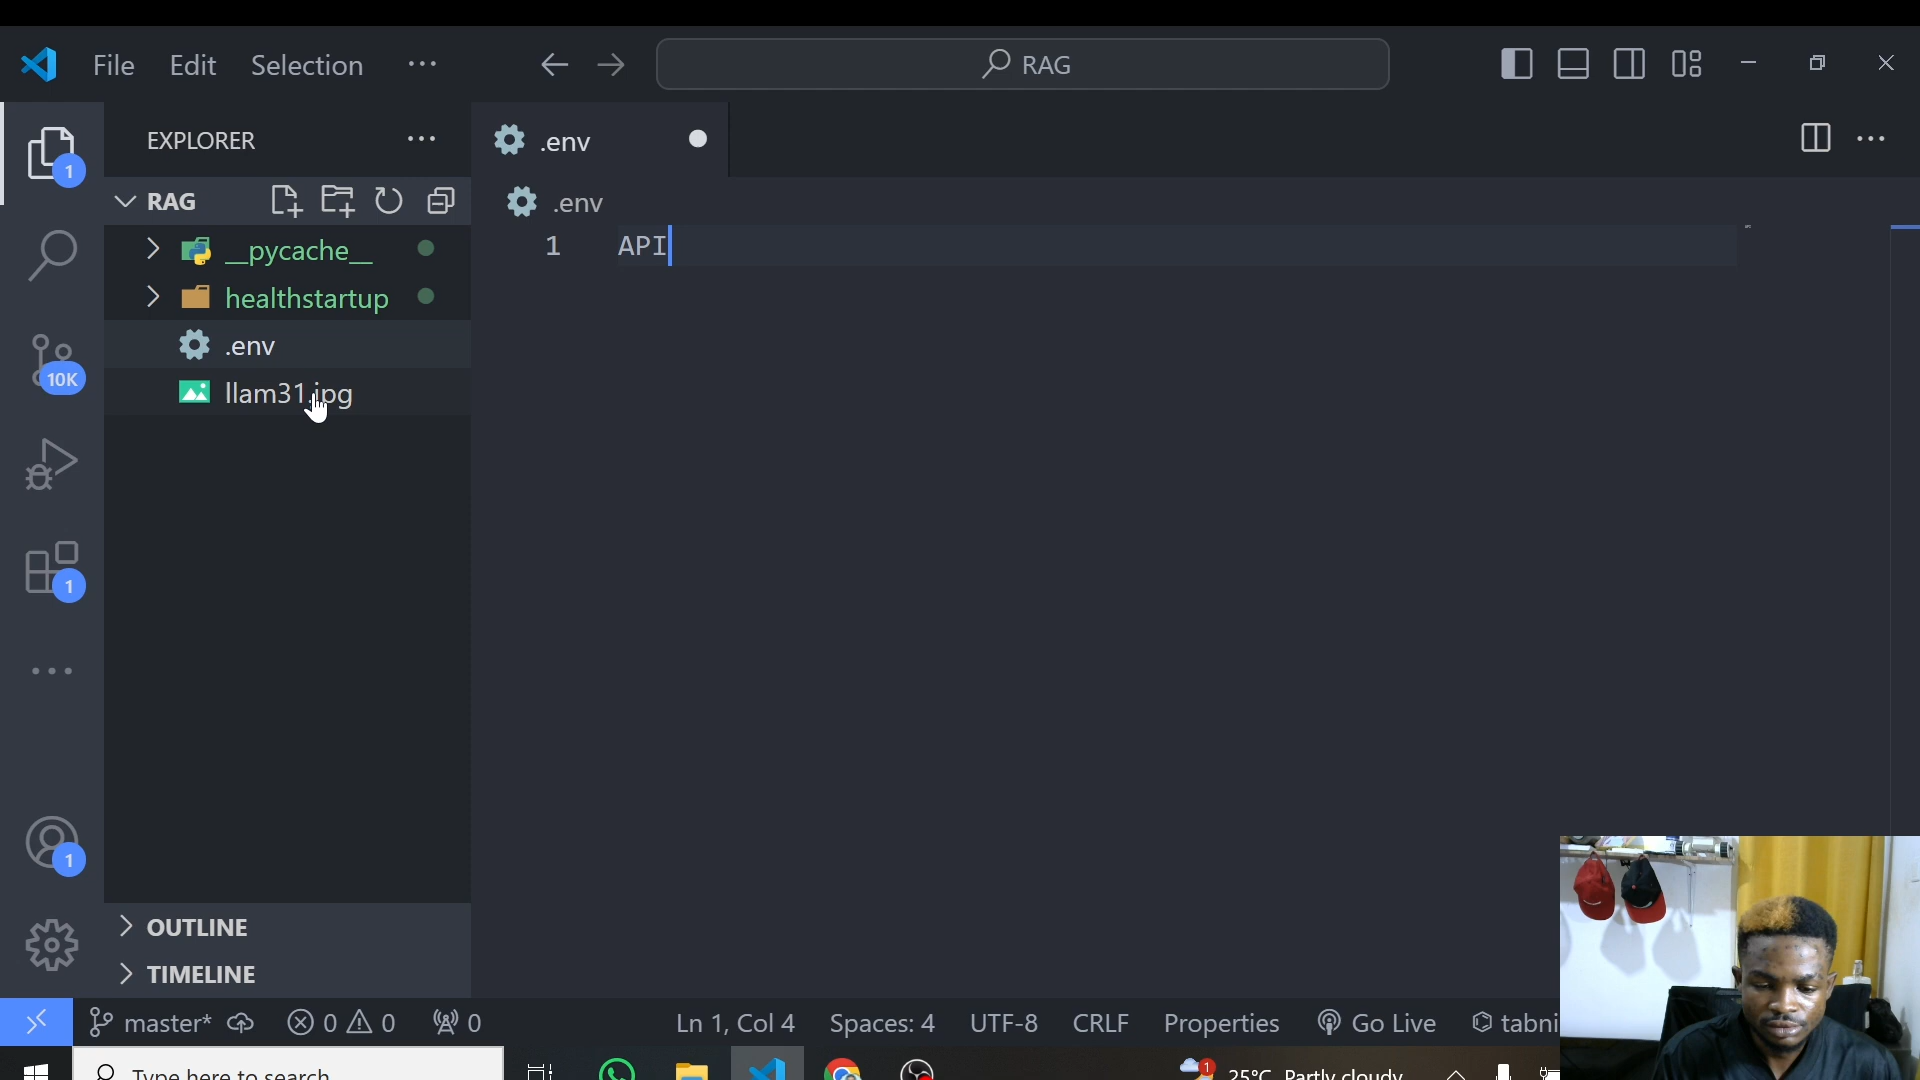 File Edit Selection ··· RAG
EXPLORER ···
.env
RAG
.env
__pycache__
1 API
healthstartup
.env
llam31.jpg
1
10K
1
1
OUTLINE
TIMELINE
master* 0 0 0 Ln 1, Col 4 Spaces: 4 UTF-8 CRLF Properties Go Live tabni
Type here to search 1 25°C Partly cloudy